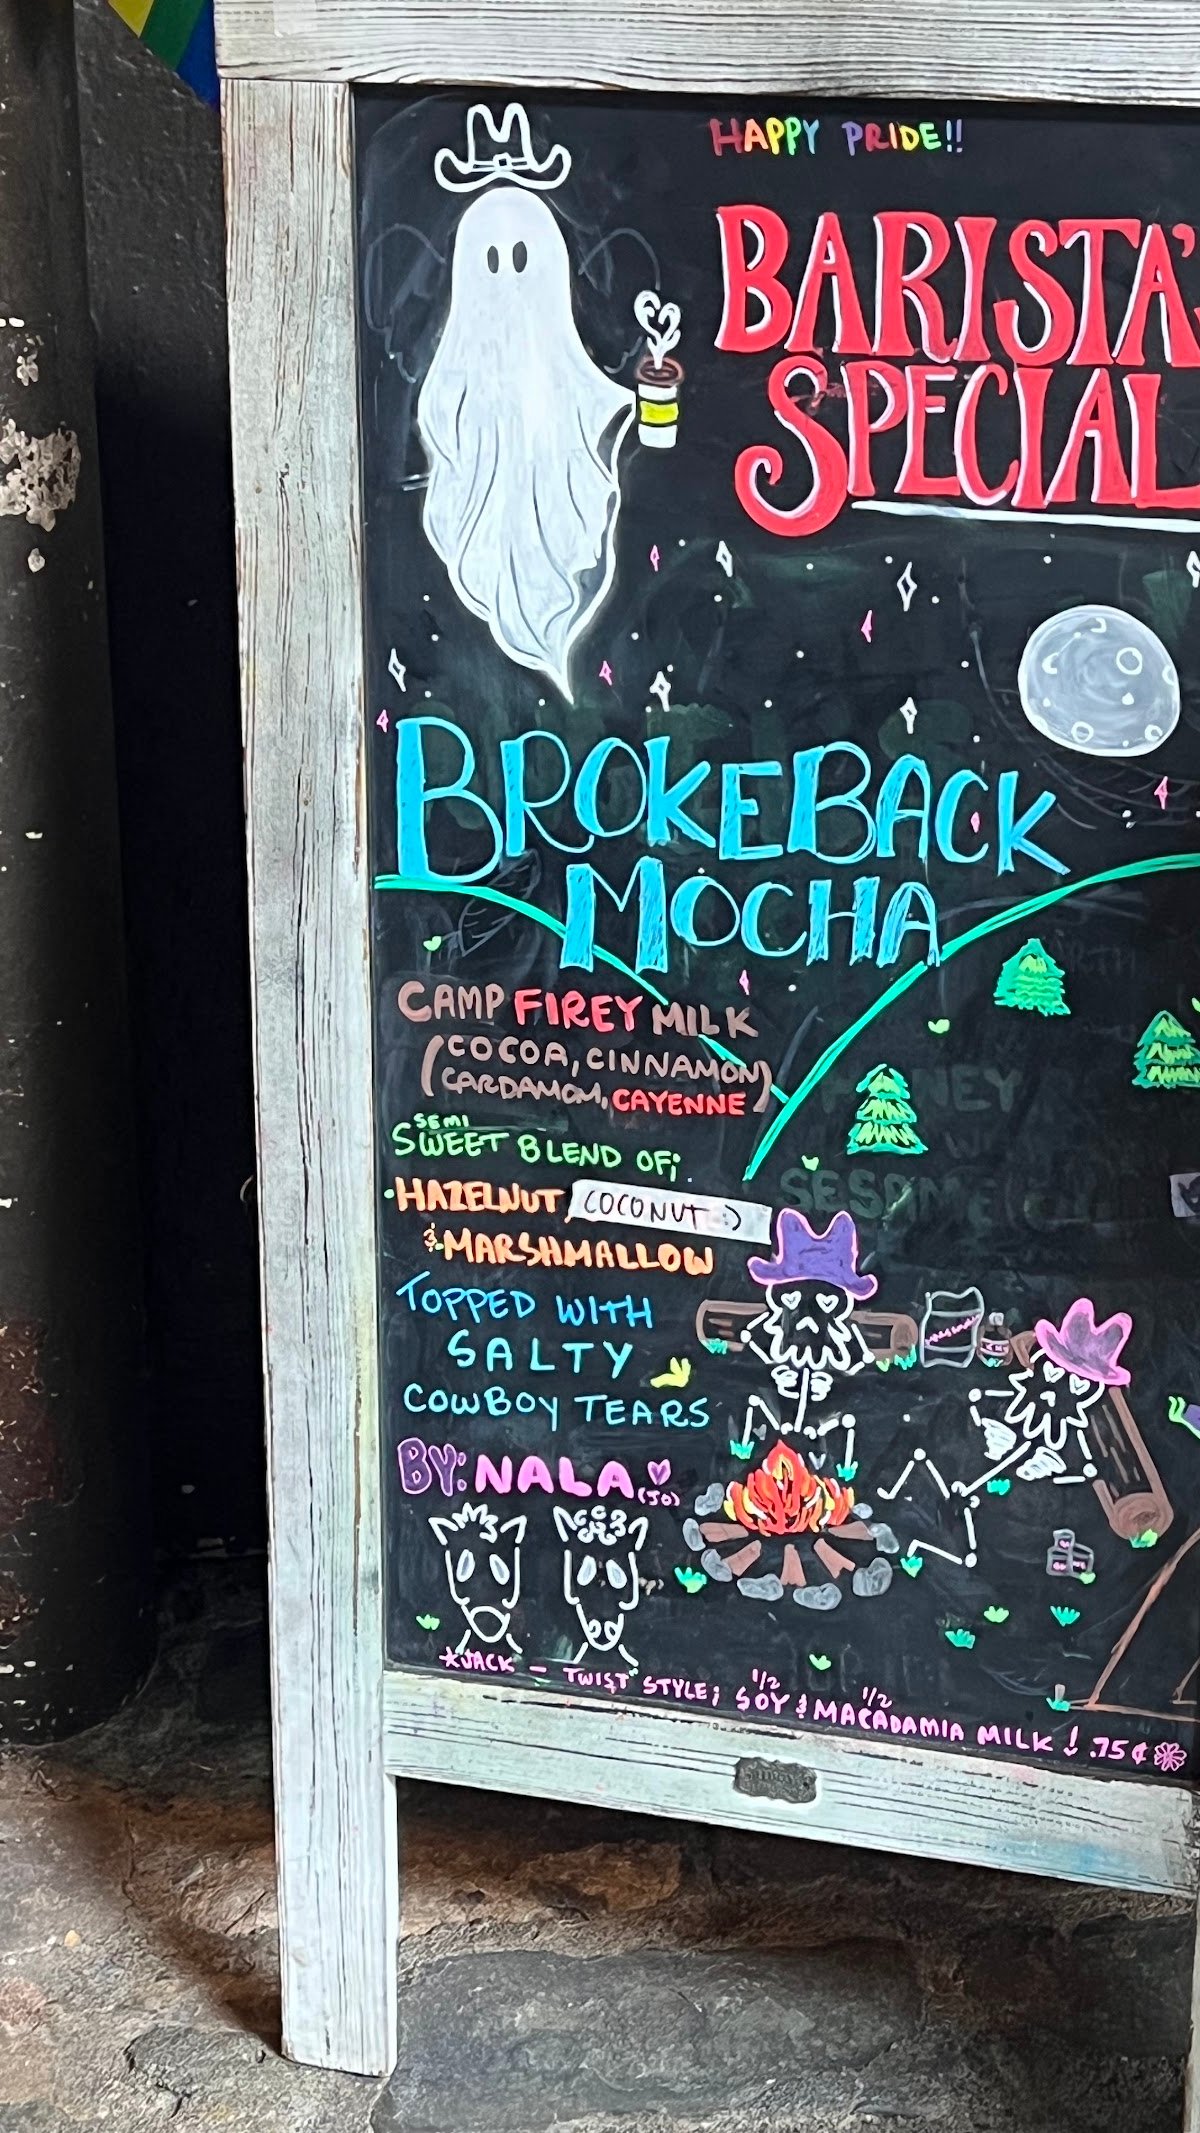 HAPPY PRIDE!!
BARISTA'
SPECIAL
BROKEBACK
MOCHA
CAMP FIREY MILK
(COCOA, CINNAMON
CARDAMOM, CAYENNE)
SEMI
SWEET BLEND OF;
HAZELNUT, COCONUT :)
& MARSHMALLOW
TOPPED WITH
SALTY
COWBOY TEARS
BY: NALA (JO)
*JACK - TWIST STYLE; 1/2 SOY & 1/2 MACADAMIA MILK! .75¢